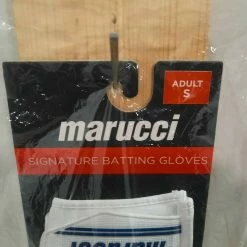 ADULT
S
marucci
SIGNATURE BATTING GLOVES